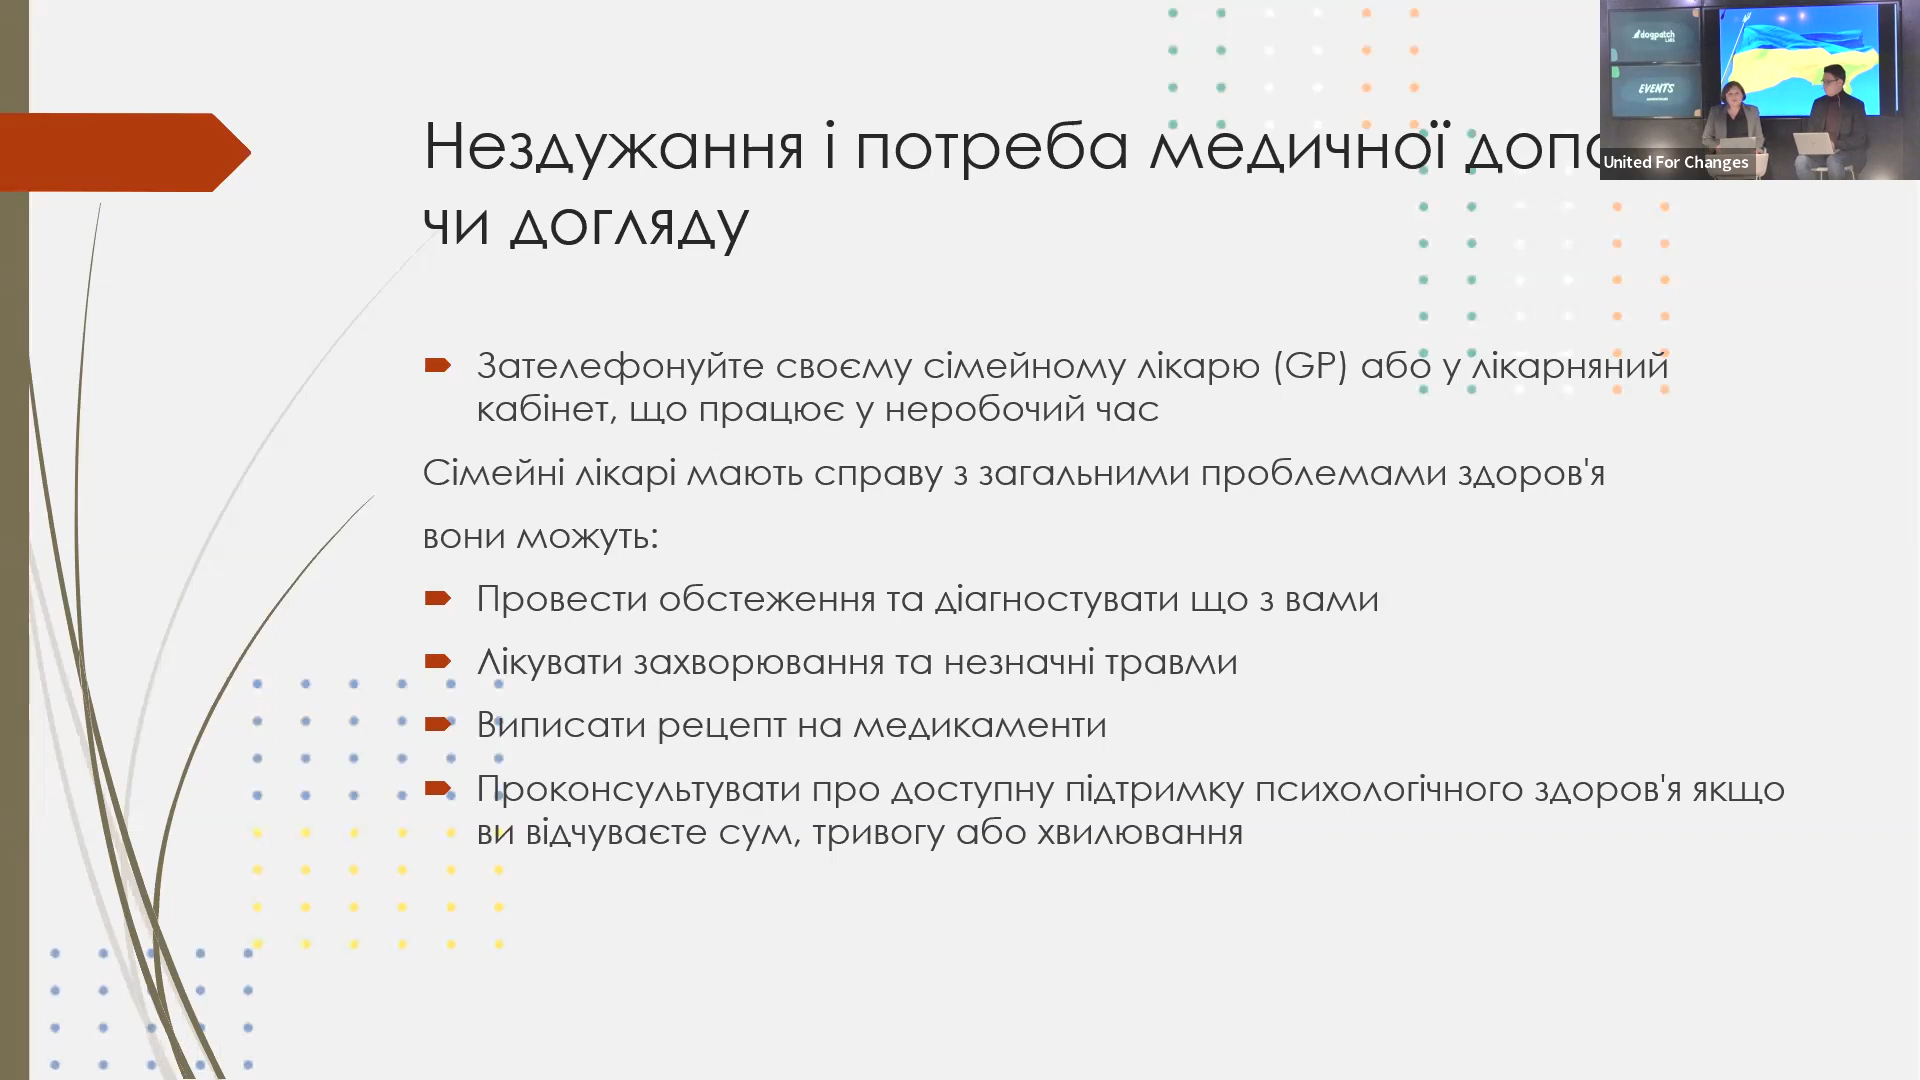 Нездужання і потреба медичної
чи догляду
Зателефонуйте своєму сімейному лікарю (GP) або у лікарняний
кабінет, що працює у неробочий час
Сімейні лікарі мають справу з загальними проблемами здоров'я
вони можуть:
Провести обстеження та діагностувати що з вами
Лікувати захворювання та незначні травми
Виписати рецепт на медикаменти
Проконсультувати про доступну підтримку психологічного здоров'я якщо
ви відчуваєте сум, тривогу або хвилювання
dogpatch
LABS
EVENTS
United For Changes